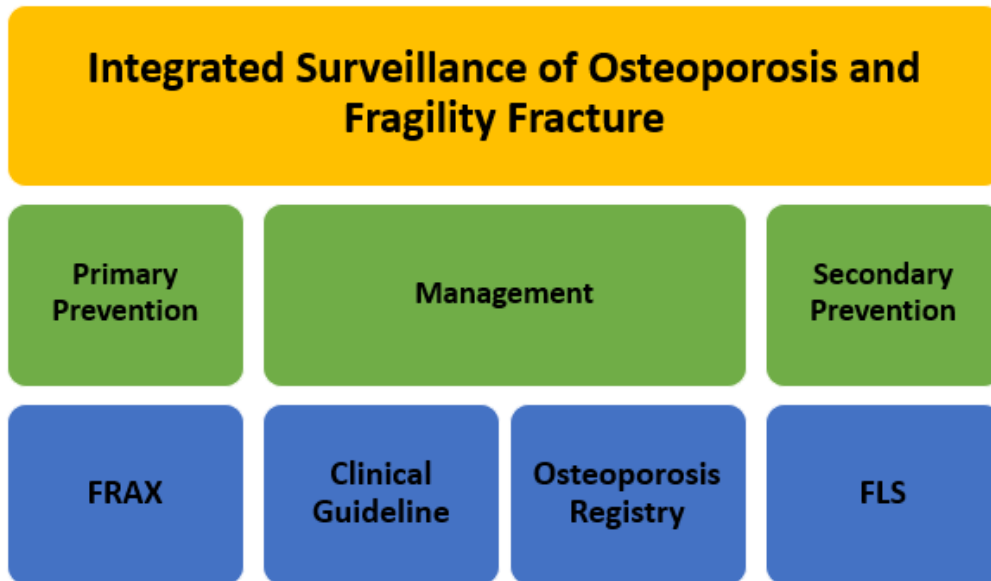 Integrated Surveillance of Osteoporosis and
Fragility Fracture
Primary
Prevention
Management
Secondary
Prevention
FRAX
Clinical
Guideline
Osteoporosis
Registry
FLS